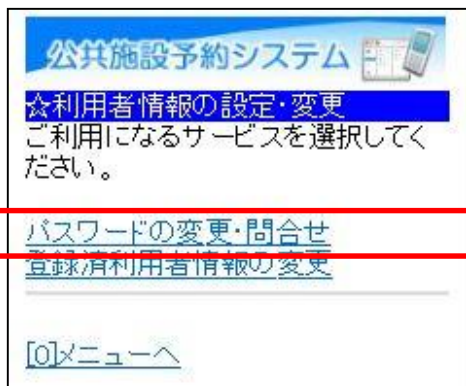 公共施設予約システム
☆利用者情報の設定・変更
ご利用になるサービスを選択してく
ださい。
パスワードの変更・問合せ
登録済利用者情報の変更
[0]メニューへ